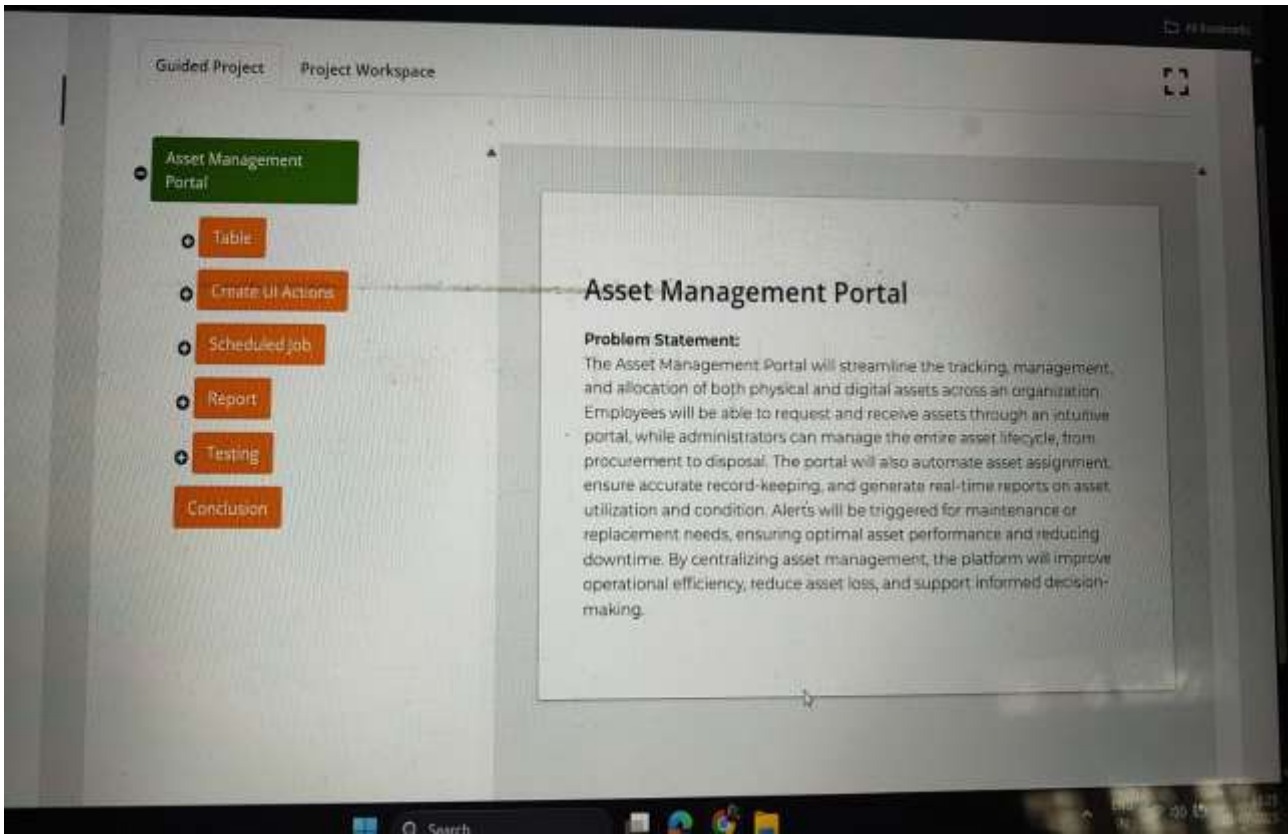 All Bookmarks
Guided Project
Project Workspace
Asset Management
Portal
Table
Create UI Actions
Scheduled Job
Report
Testing
Conclusion
Asset Management Portal
Problem Statement:
The Asset Management Portal will streamline the tracking, management,
and allocation of both physical and digital assets across an organization.
Employees will be able to request and receive assets through an intuitive
portal, while administrators can manage the entire asset lifecycle, from
procurement to disposal. The portal will also automate asset assignment,
ensure accurate record-keeping, and generate real-time reports on asset
utilization and condition. Alerts will be triggered for maintenance or
replacement needs, ensuring optimal asset performance and reducing
downtime. By centralizing asset management, the platform will improve
operational efficiency, reduce asset loss, and support informed decision-
making.
Search